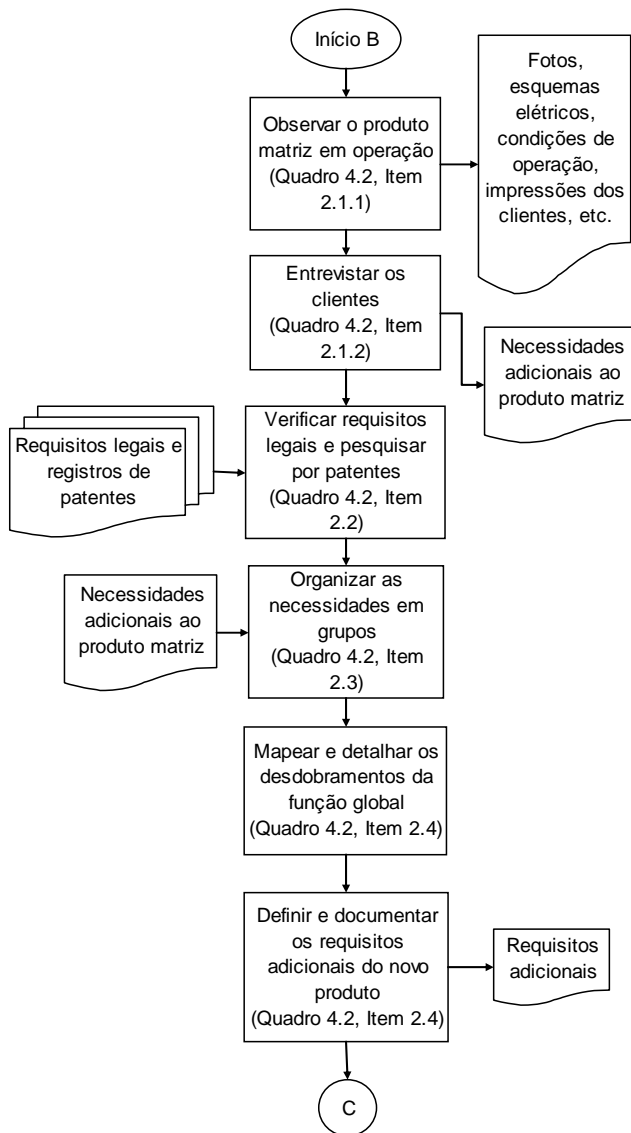 Início B
Fotos,
esquemas
elétricos,
condições de
operação,
impressões dos
clientes, etc.
Observar o produto
matriz em operação
(Quadro 4.2, Item
2.1.1)
Entrevistar os
clientes
(Quadro 4.2, Item
2.1.2)
Necessidades
adicionais ao
produto matriz
Requisitos legais e
registros de
patentes
Verificar requisitos
legais e pesquisar
por patentes
(Quadro 4.2, Item
2.2)
Necessidades
adicionais ao
produto matriz
Organizar as
necessidades em
grupos
(Quadro 4.2, Item
2.3)
Mapear e detalhar os
desdobramentos da
função global
(Quadro 4.2, Item 2.4)
Definir e documentar
os requisitos
adicionais do novo
produto
(Quadro 4.2, Item 2.4)
Requisitos
adicionais
C